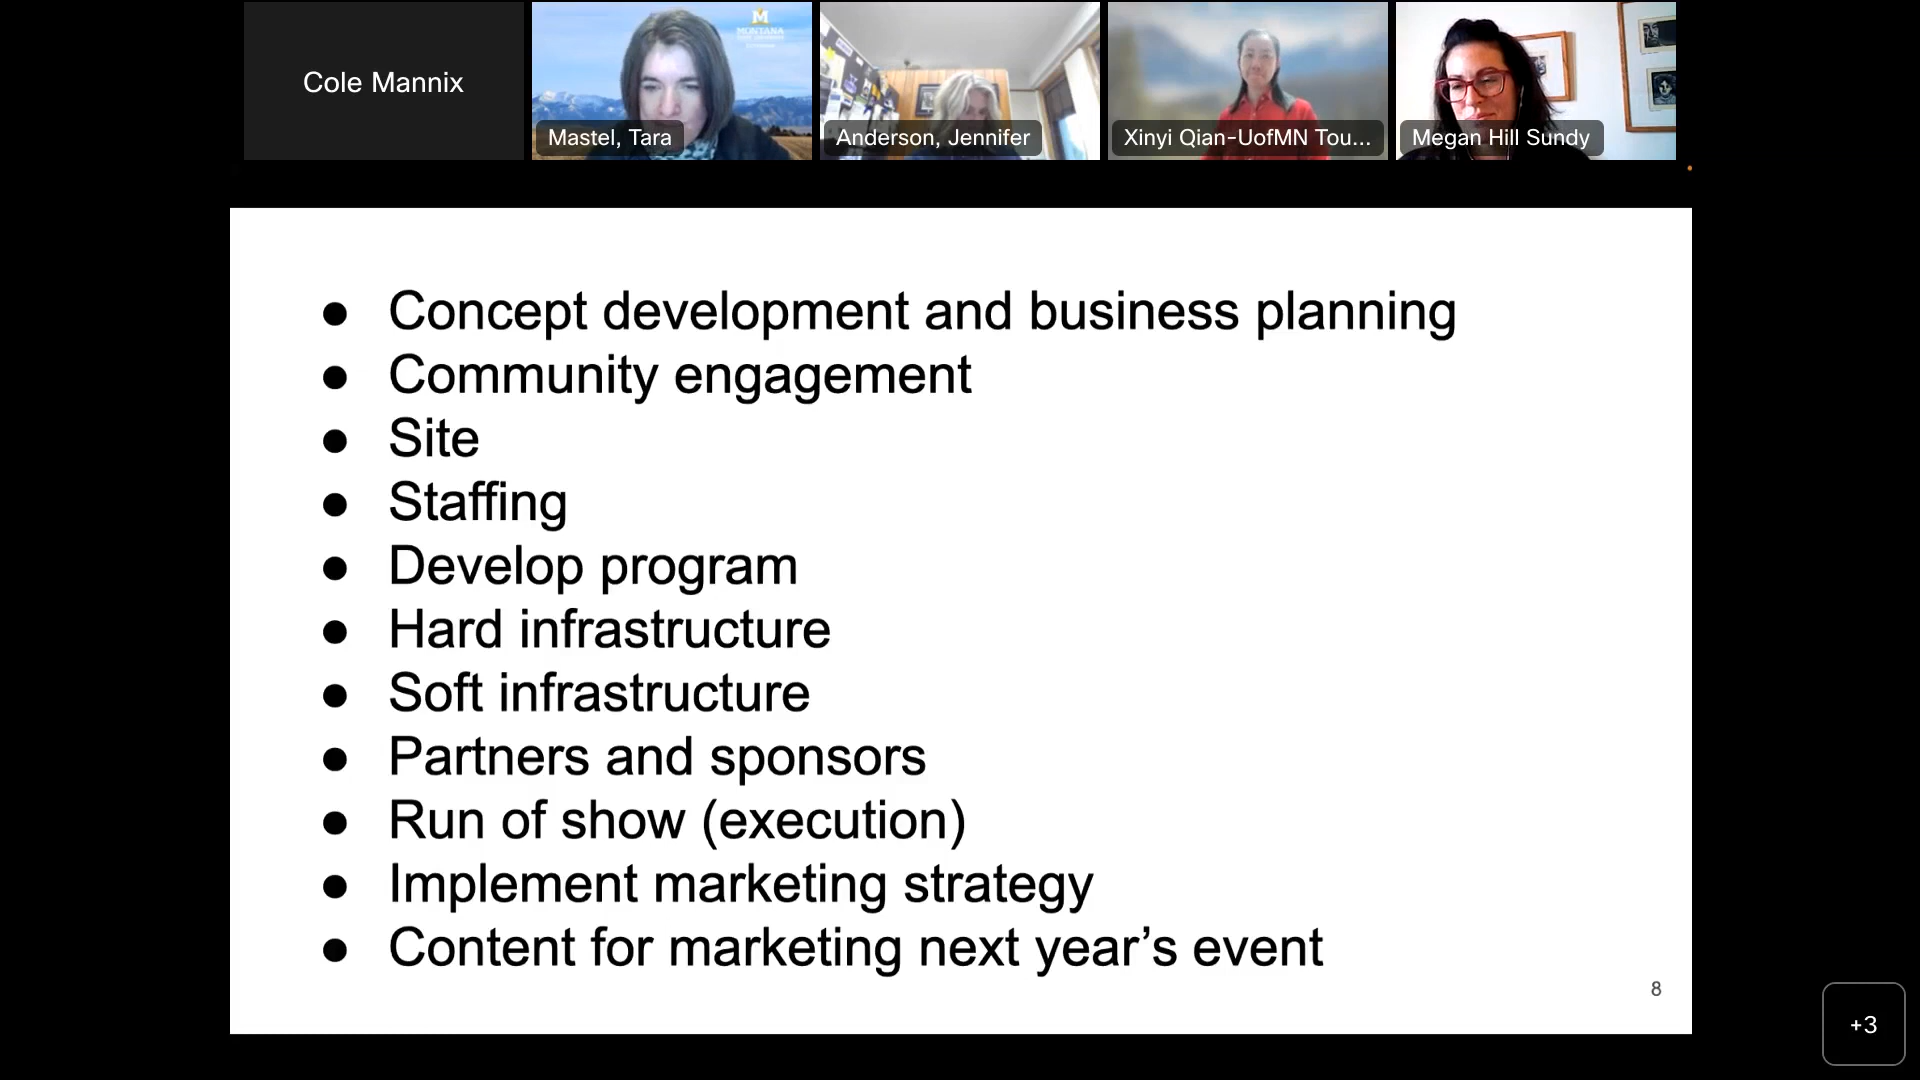 Cole Mannix
M
MONTANA
Mastel, Tara
Anderson, Jennifer
Xinyi Qian-UofMN Tou...
Megan Hill Sundy
● Concept development and business planning
● Community engagement
● Site
● Staffing
● Develop program
● Hard infrastructure
● Soft infrastructure
● Partners and sponsors
● Run of show (execution)
● Implement marketing strategy
● Content for marketing next year’s event
8
+3